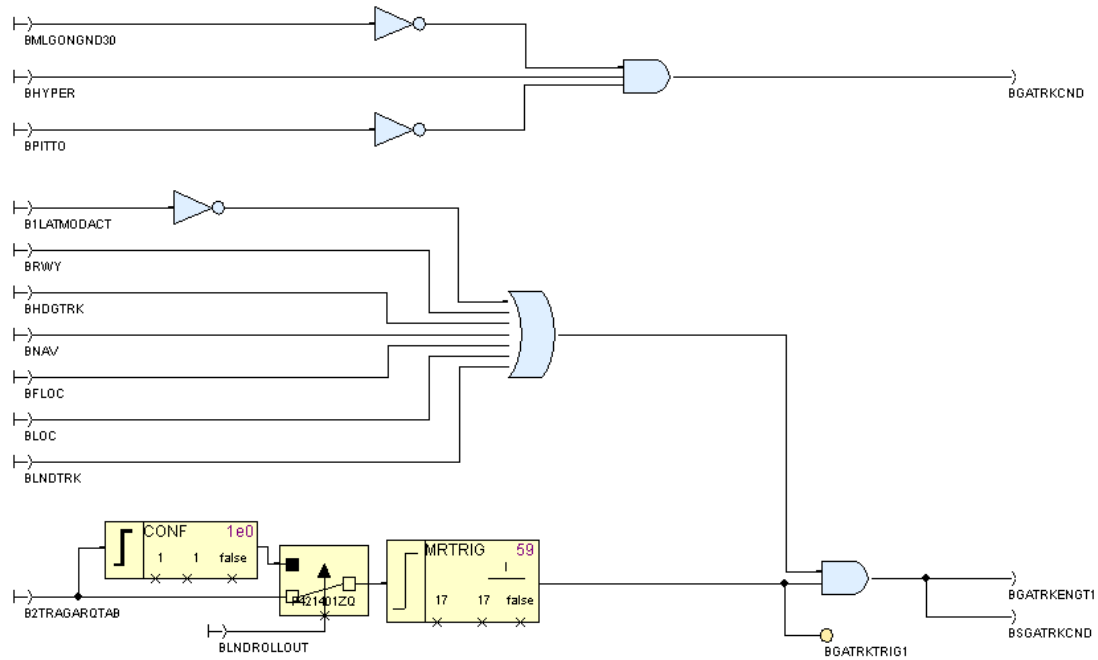 BMLGONGND30
BHYPER
BGATRKCND
BPITTO
B1LATMODACT
BRWY
BHDGTRK
BNAV
BFLOC
BLOC
BLNDTRK
CONF 1e0
1 1 false
MRTRIG 59
I
17 17 false
P421401ZQ
B2TRAGARQTAB
BLNDROLLOUT
BGATRKENGT1
BSGATRKCND
BGATRKTRIG1